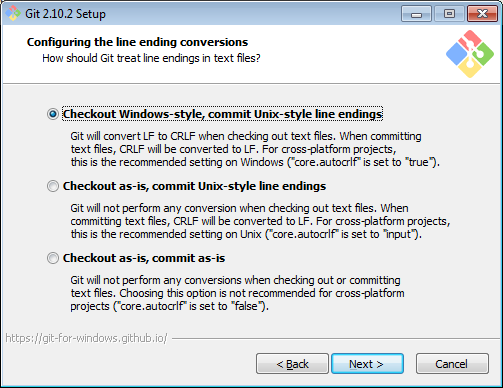 Git 2.10.2 Setup
Configuring the line ending conversions
How should Git treat line endings in text files?
Checkout Windows-style, commit Unix-style line endings
Git will convert LF to CRLF when checking out text files. When committing
text files, CRLF will be converted to LF. For cross-platform projects,
this is the recommended setting on Windows ("core.autocrlf" is set to "true").
Checkout as-is, commit Unix-style line endings
Git will not perform any conversion when checking out text files. When
committing text files, CRLF will be converted to LF. For cross-platform projects,
this is the recommended setting on Unix ("core.autocrlf" is set to "input").
Checkout as-is, commit as-is
Git will not perform any conversions when checking out or committing
text files. Choosing this option is not recommended for cross-platform
projects ("core.autocrlf" is set to "false").
https://git-for-windows.github.io/
< Back Next > Cancel